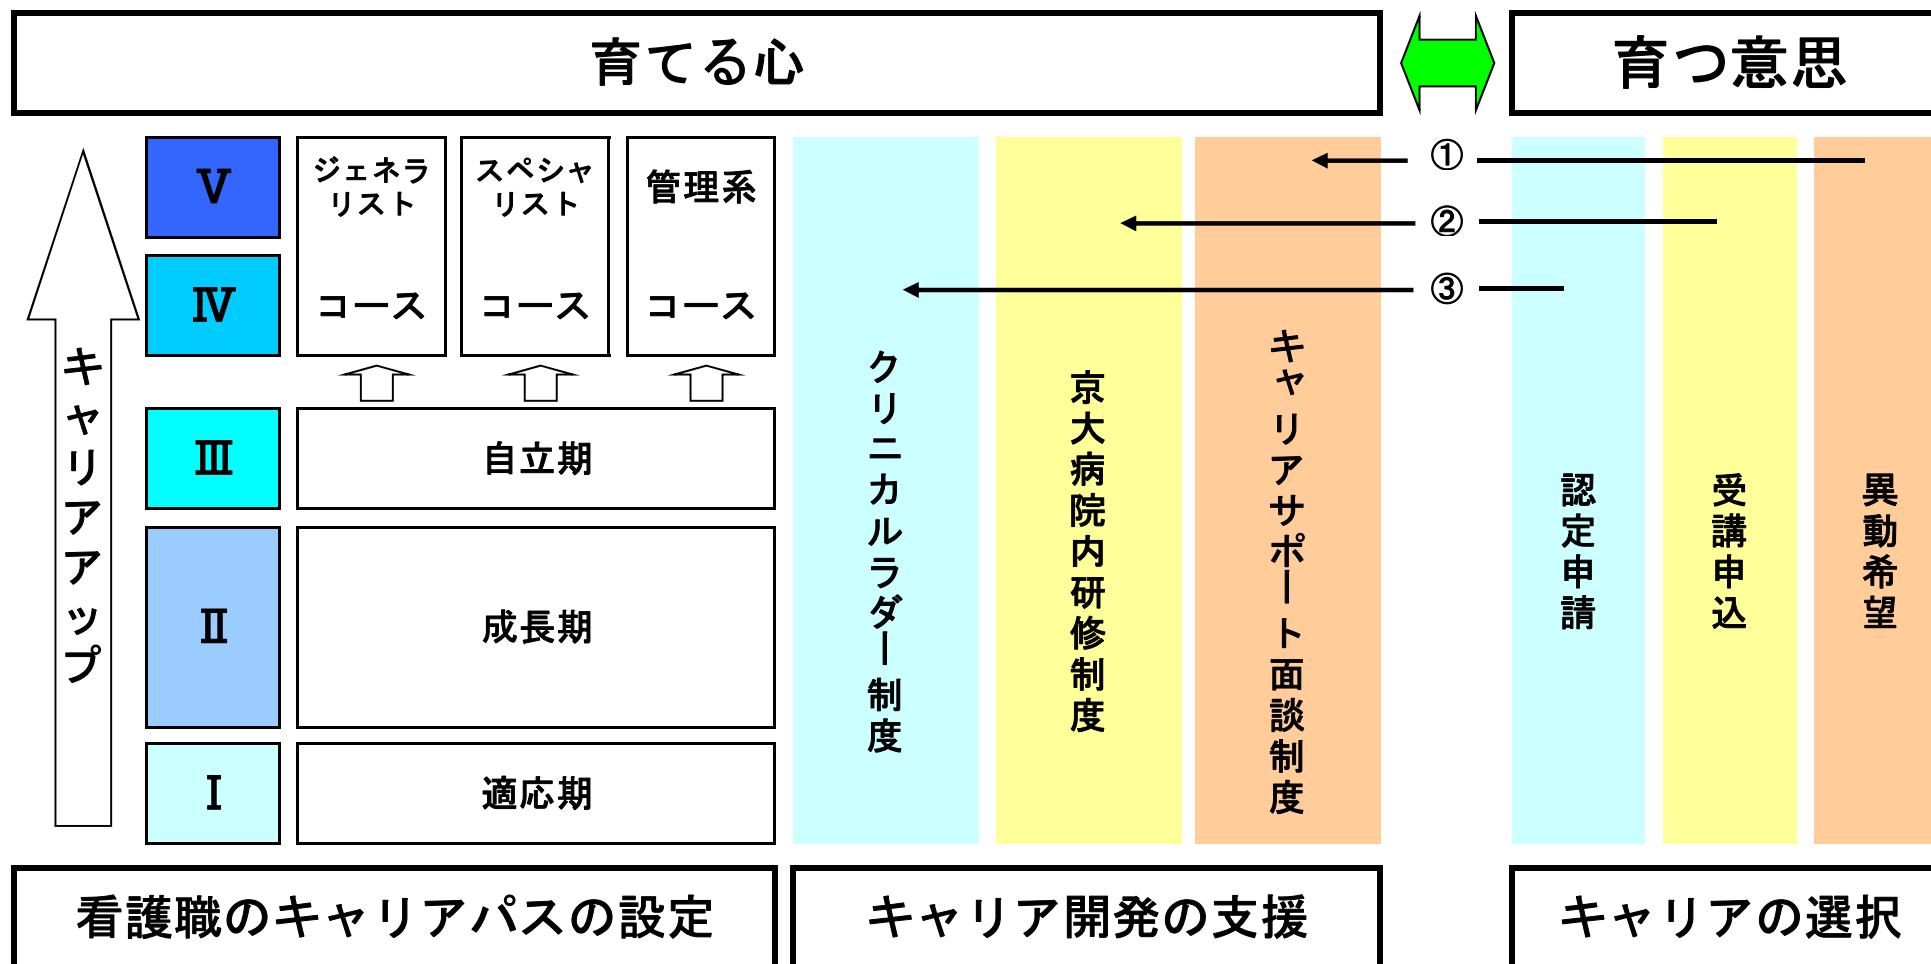 育てる心
育つ意思
キャリアアップ
Ⅴ
Ⅳ
Ⅲ
Ⅱ
Ⅰ
ジェネラ
リスト
コース
スペシャ
リスト
コース
管理系
コース
自立期
成長期
適応期
クリニカルラダー制度
京大病院内研修制度
キャリアサポート面談制度
①
②
③
認定申請
受講申込
異動希望
看護職のキャリアパスの設定
キャリア開発の支援
キャリアの選択